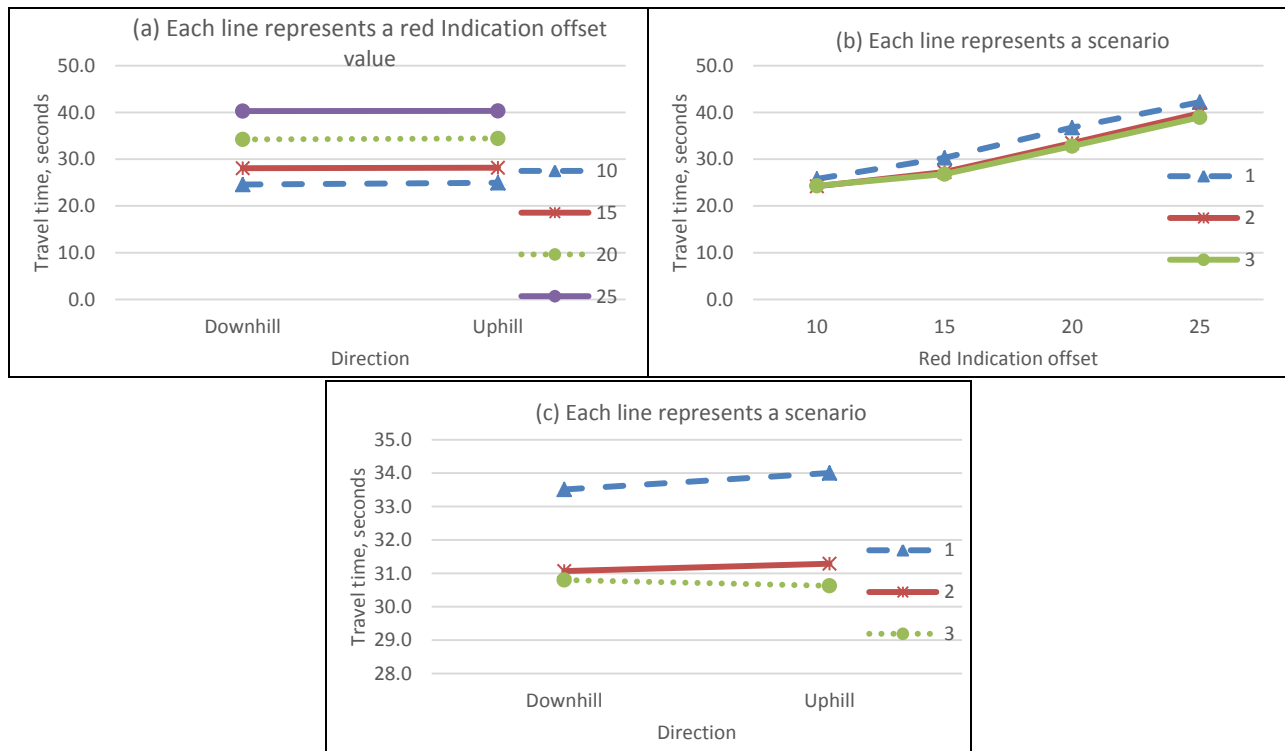 (a) Each line represents a red Indication offset
value
50.0
40.0
30.0
20.0
10.0
0.0
Travel time, seconds
Downhill
Uphill
Direction
10
15
20
25
(b) Each line represents a scenario
50.0
40.0
30.0
20.0
10.0
0.0
Travel time, seconds
10
15
20
25
Red Indication offset
1
2
3
(c) Each line represents a scenario
35.0
34.0
33.0
32.0
31.0
30.0
29.0
28.0
Travel time, seconds
Downhill
Uphill
Direction
1
2
3